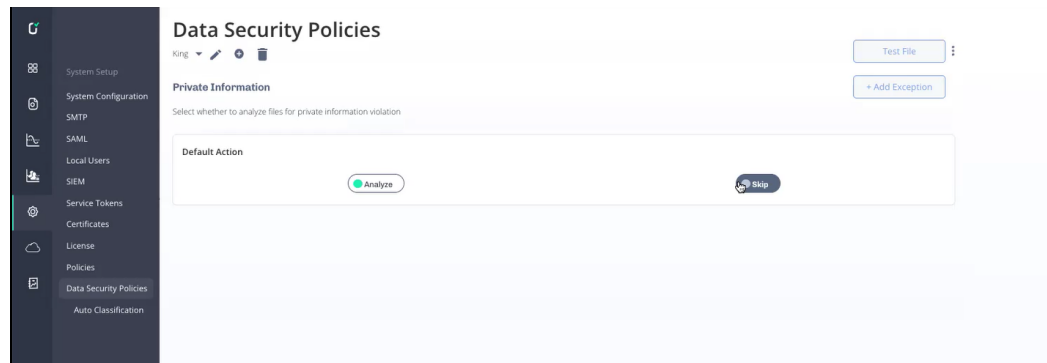 Data Security Policies
King
Test File
Private Information
+ Add Exception
Select whether to analyze files for private information violation
Default Action
Analyze
Skip
System Setup
System Configuration
SMTP
SAML
Local Users
SIEM
Service Tokens
Certificates
License
Policies
Data Security Policies
Auto Classification